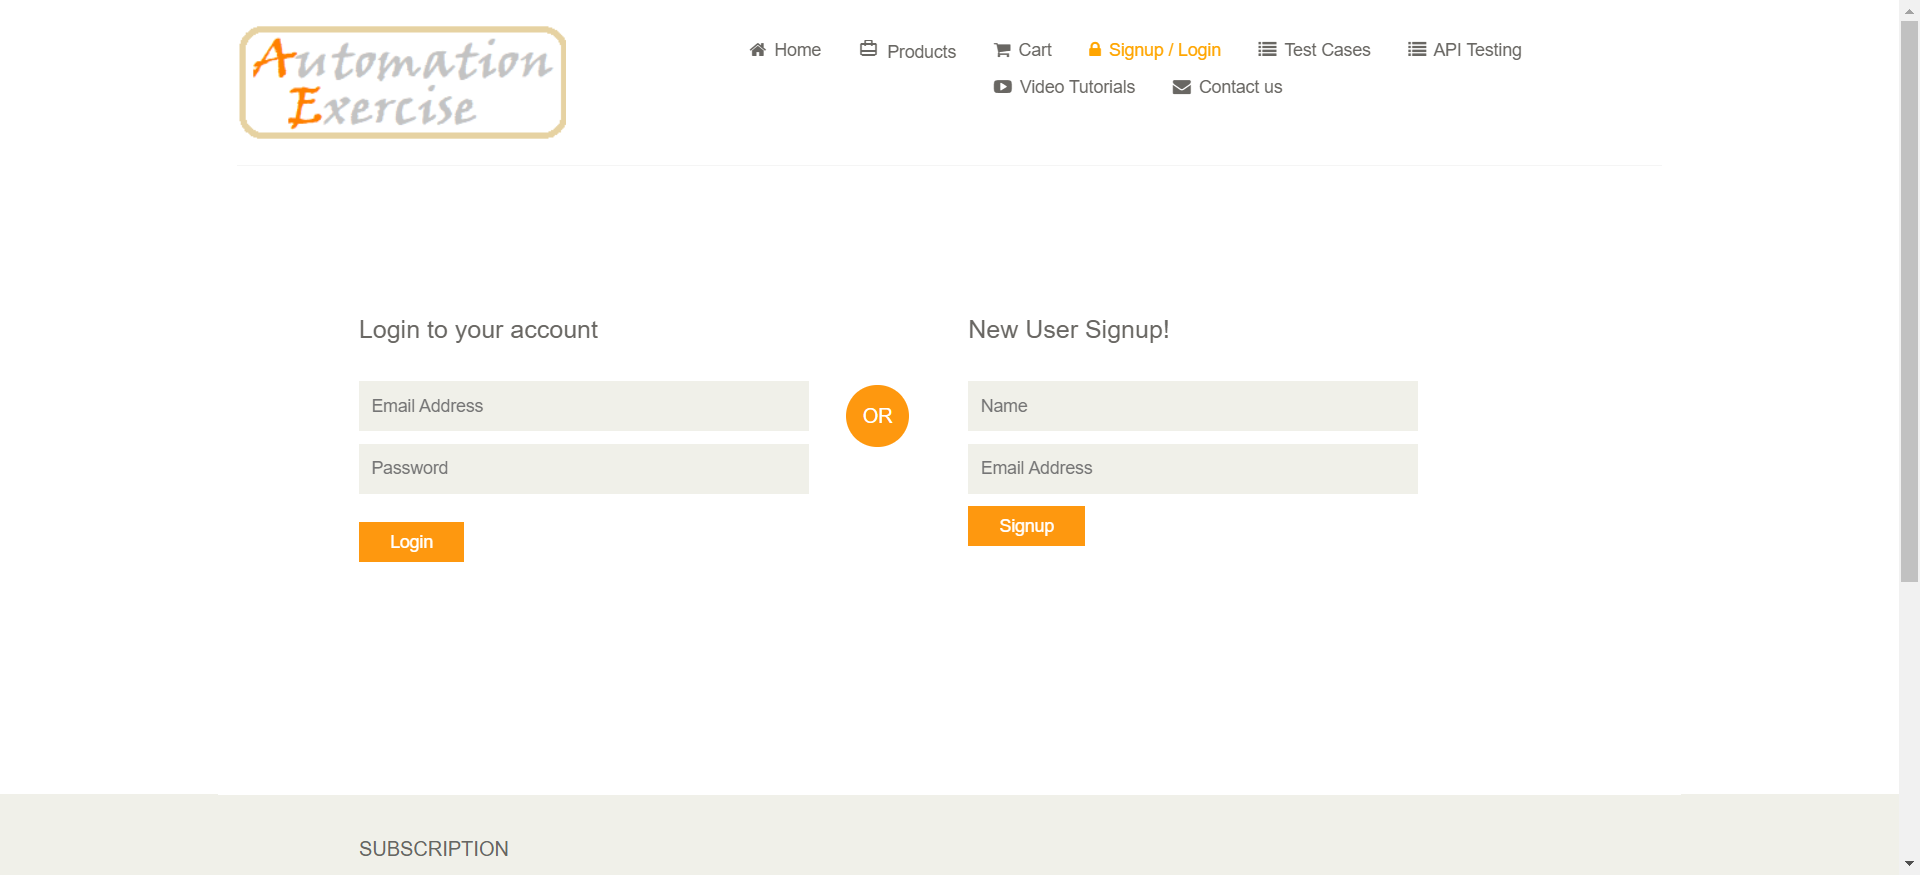 Automation
Exercise
Home
Products
Cart
Signup / Login
Test Cases
API Testing
Video Tutorials
Contact us
Login to your account
Email Address
Password
Login
OR
New User Signup!
Name
Email Address
Signup
SUBSCRIPTION